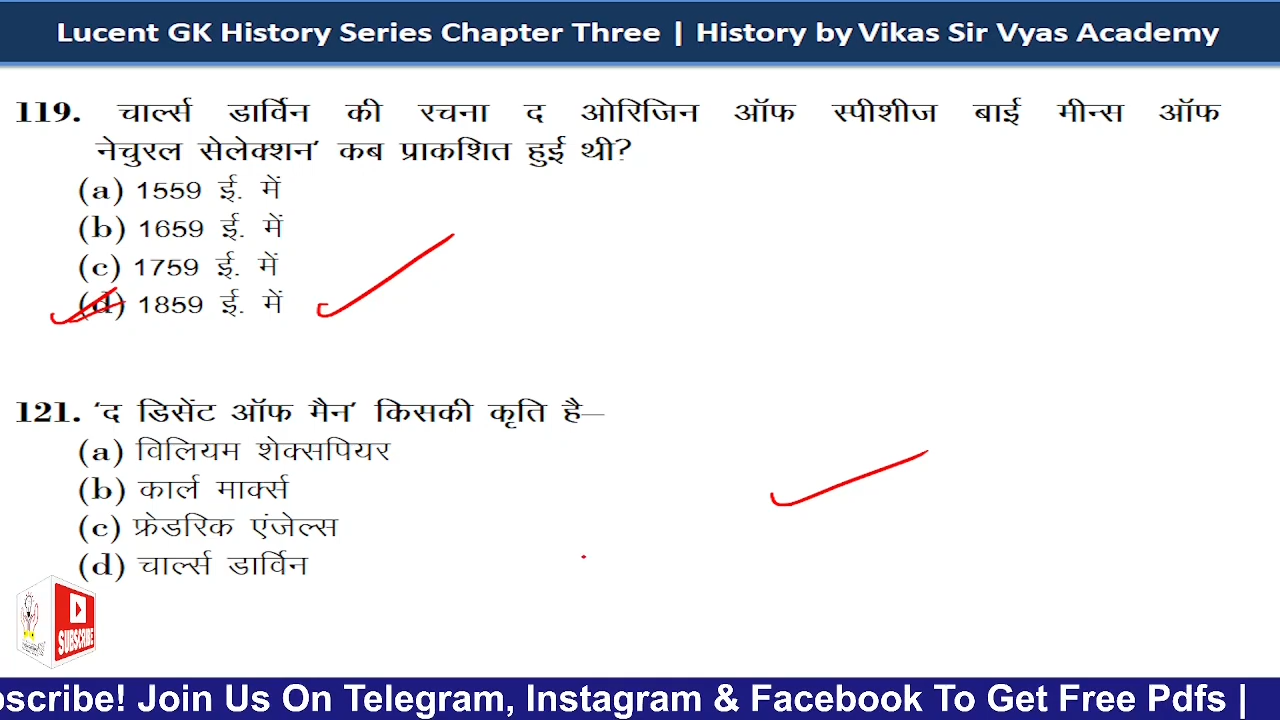 Lucent GK History Series Chapter Three | History by Vikas Sir Vyas Academy
119. चार्ल्स डार्विन की रचना द ओरिजिन ऑफ स्पीशीज बाई मीन्स ऑफ
नेचुरल सेलेक्शन' कब प्राकशित हुई थी?
(a) 1559 ई. में
(b) 1659 ई. में
(c) 1759 ई. में
(d) 1859 ई. में
121. 'द डिसेंट ऑफ मैन' किसकी कृति है–
(a) विलियम शेक्सपियर
(b) कार्ल मार्क्स
(c) फ्रेडरिक एंजेल्स
(d) चार्ल्स डार्विन
SUBSCRIBE
bscribe! Join Us On Telegram, Instagram & Facebook To Get Free Pdfs |